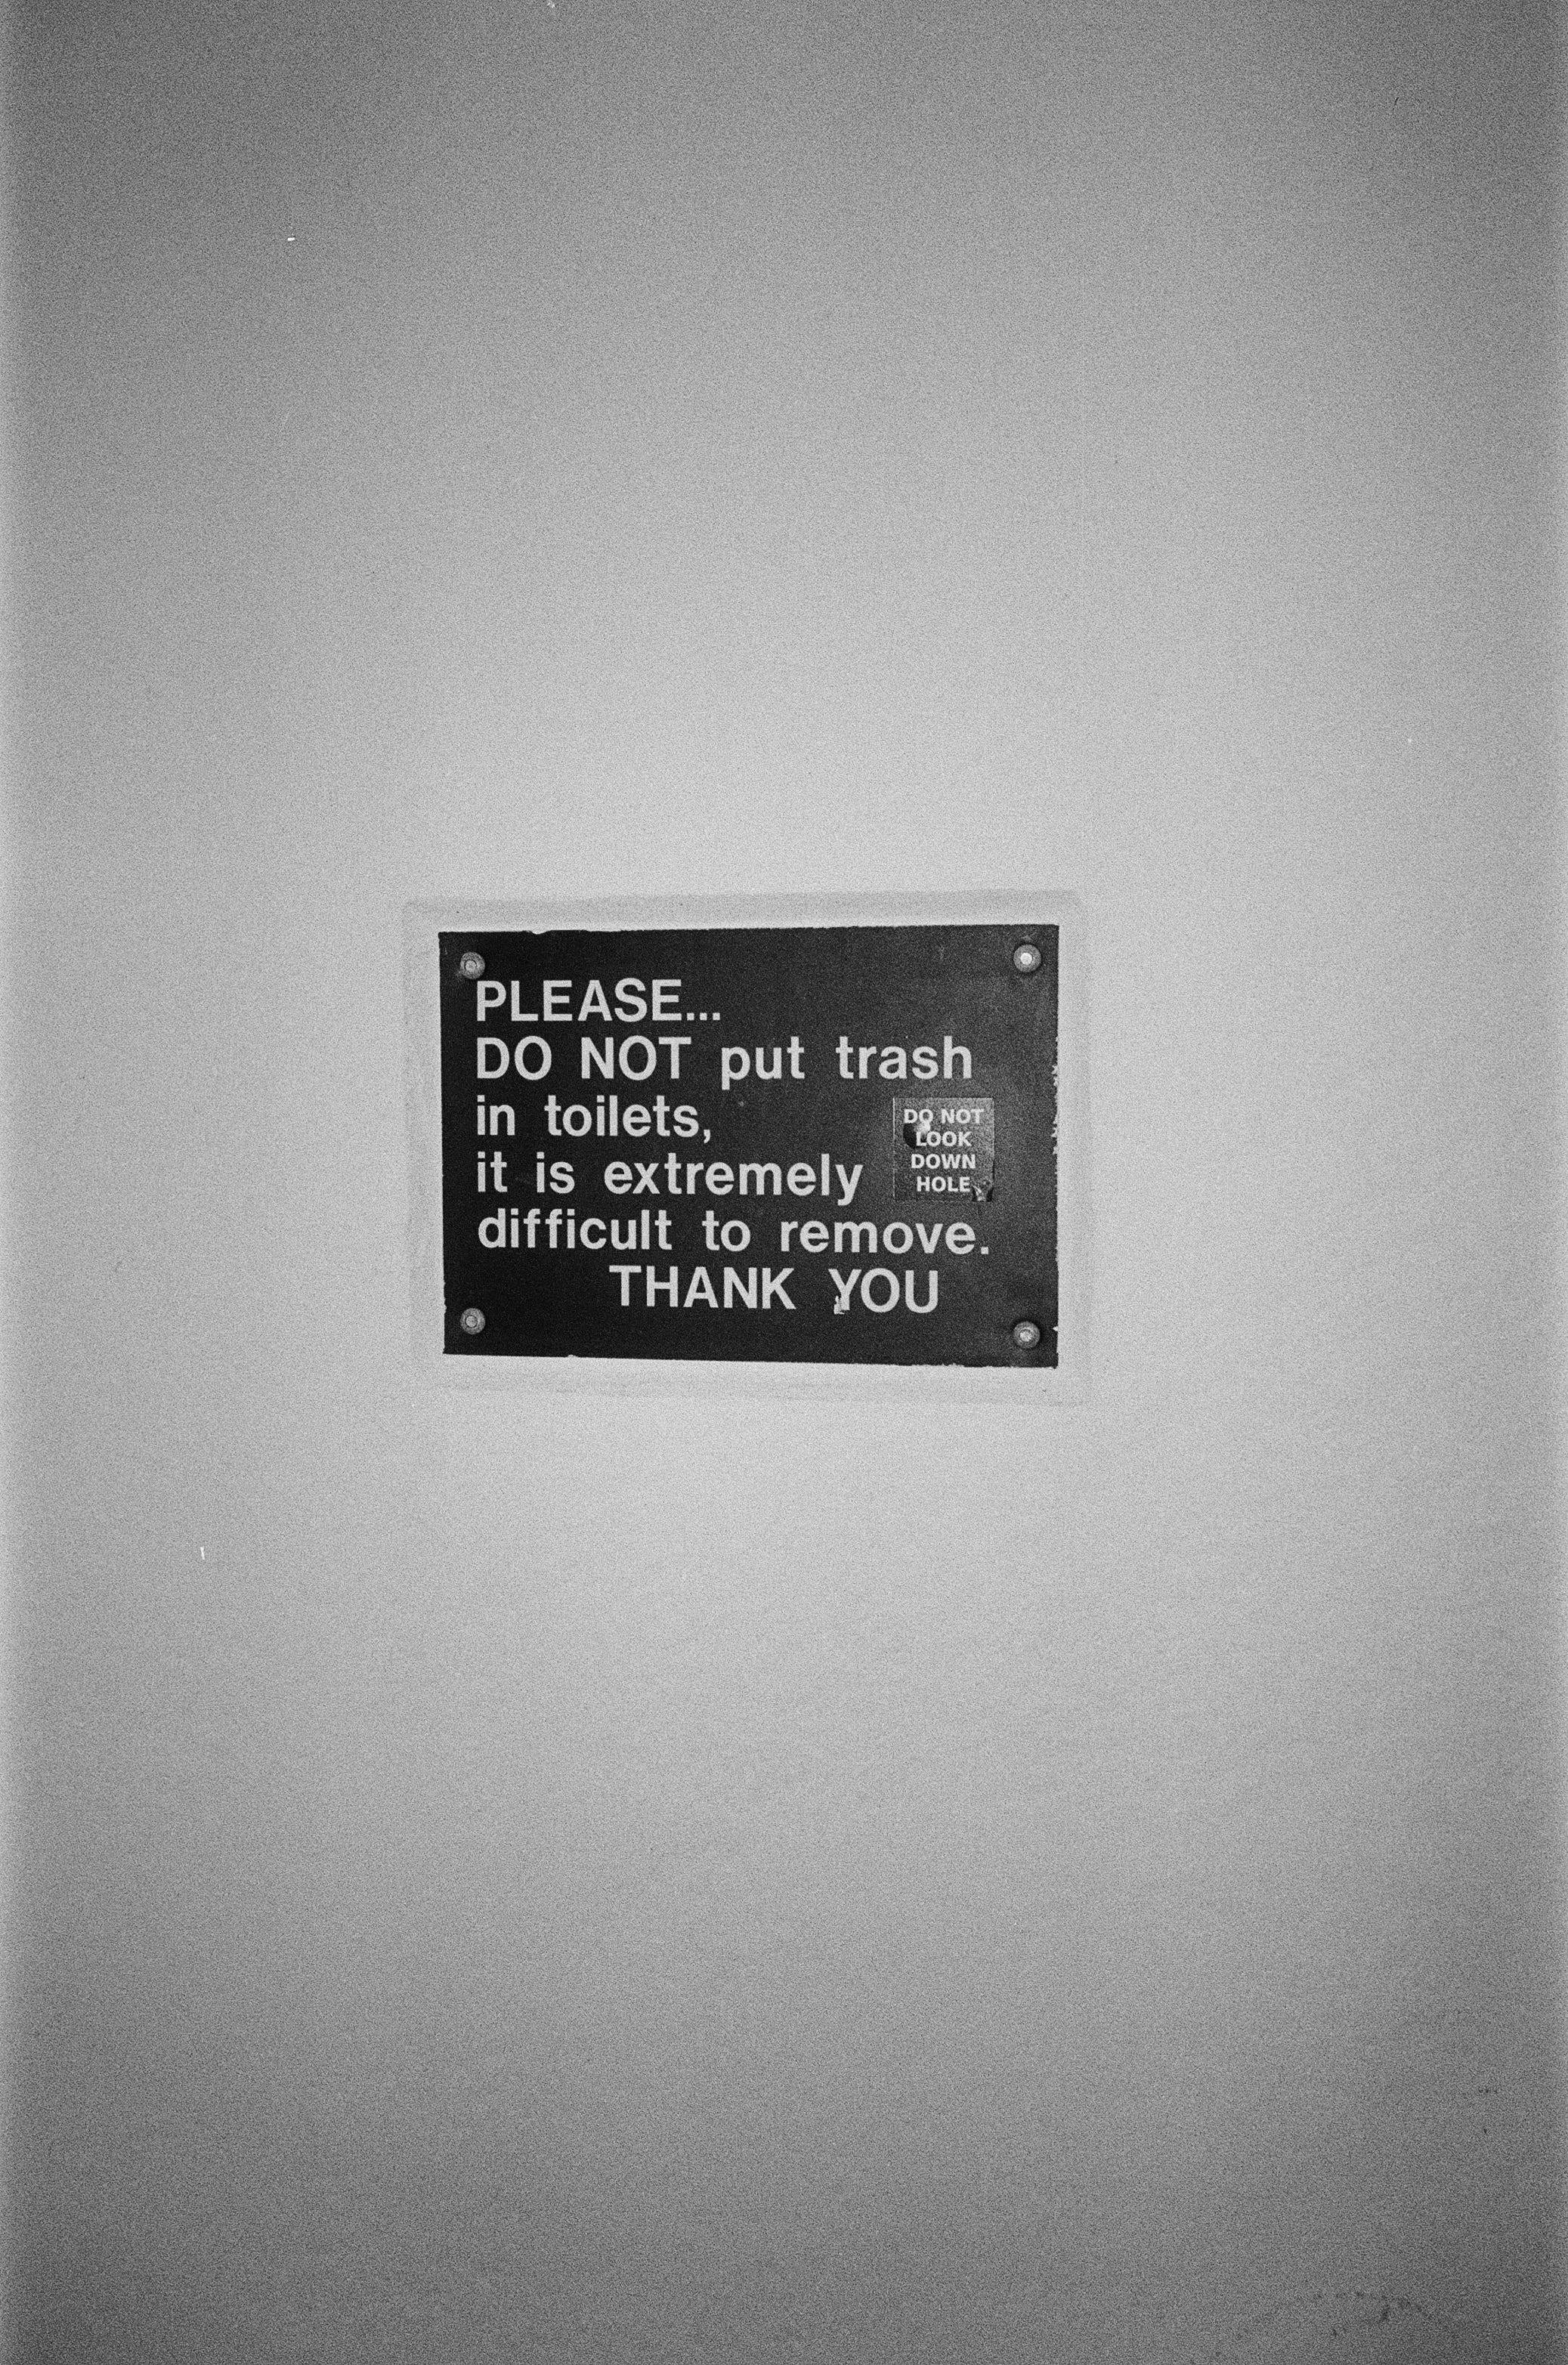 PLEASE...
DO NOT put trash
in toilets,
it is extremely
difficult to remove.
THANK YOU
DO NOT
LOOK
DOWN
HOLE